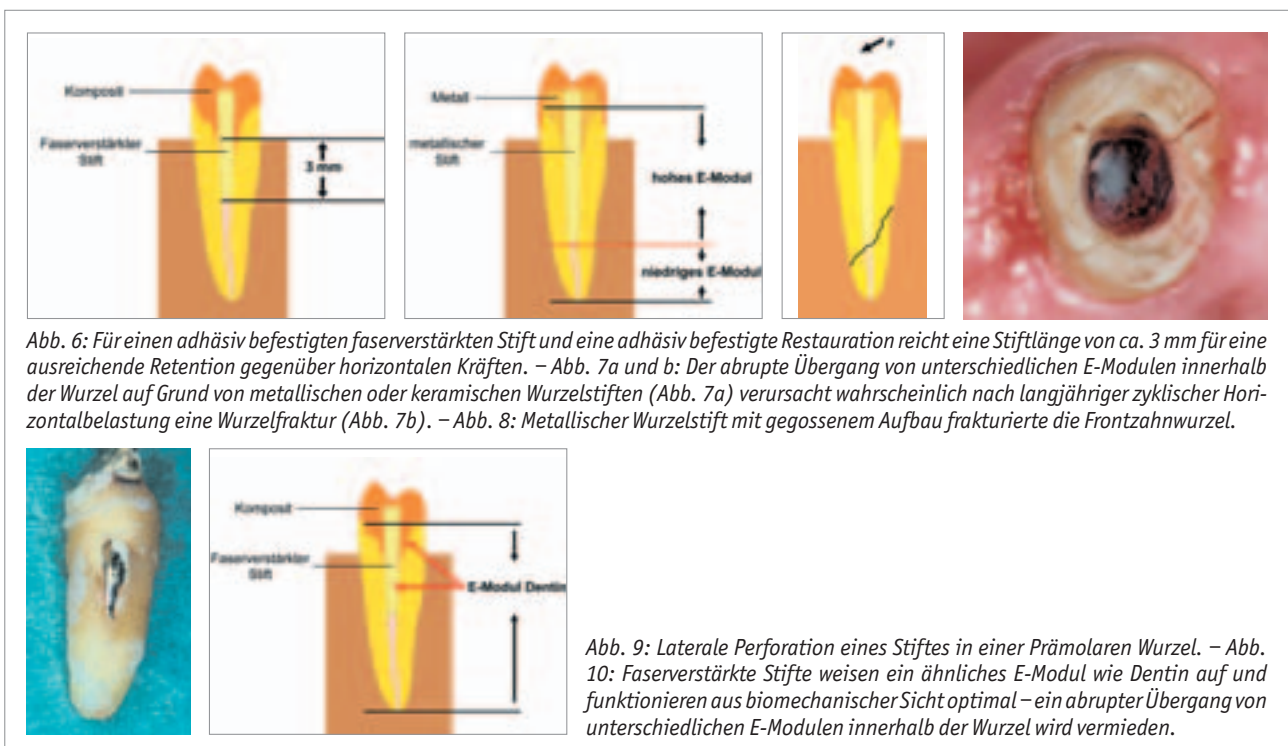 Komposit
Faserverstärkter
Stift
3 mm
Metall
metallischer
Stift
hohes E-Modul
niedriges E-Modul
F
Abb. 6: Für einen adhäsiv befestigten faserverstärkten Stift und eine adhäsiv befestigte Restauration reicht eine Stiftlänge von ca. 3 mm für eine
ausreichende Retention gegenüber horizontalen Kräften. – Abb. 7a und b: Der abrupte Übergang von unterschiedlichen E-Modulen innerhalb
der Wurzel auf Grund von metallischen oder keramischen Wurzelstiften (Abb. 7a) verursacht wahrscheinlich nach langjähriger zyklischer Hori-
zontalbelastung eine Wurzelfraktur (Abb. 7b). – Abb. 8: Metallischer Wurzelstift mit gegossenem Aufbau frakturierte die Frontzahnwurzel.
Komposit
Faserverstärkter
Stift
E-Modul Dentin
Abb. 9: Laterale Perforation eines Stiftes in einer Prämolaren Wurzel. – Abb.
10: Faserverstärkte Stifte weisen ein ähnliches E-Modul wie Dentin auf und
funktionieren aus biomechanischer Sicht optimal – ein abrupter Übergang von
unterschiedlichen E-Modulen innerhalb der Wurzel wird vermieden.